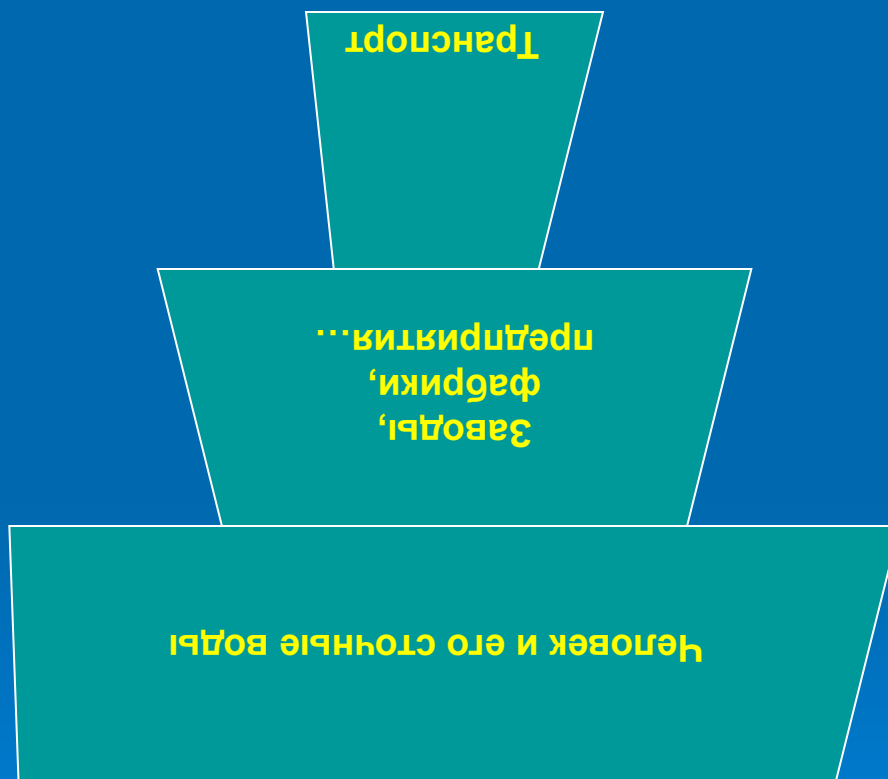 Человек и его сточные воды
Заводы,
фабрики,
предприятия...
Транспорт